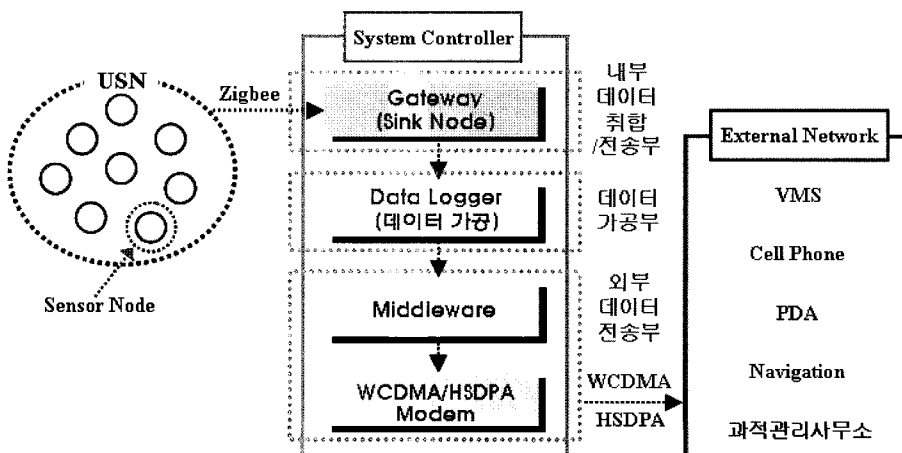 USN
Zigbee
Sensor Node
System Controller
Gateway
(Sink Node)
내부
데이터
취합
/전송부
Data Logger
(데이터 가공)
데이터
가공부
Middleware
외부
데이터
전송부
WCDMA/HSDPA
Modem
WCDMA
HSDPA
External Network
VMS
Cell Phone
PDA
Navigation
과적관리사무소